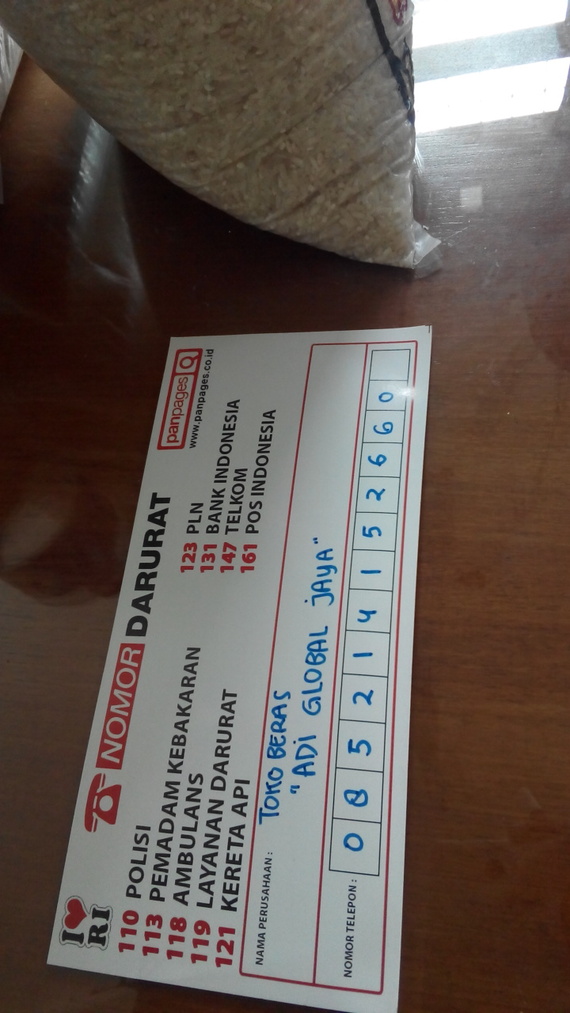 I ❤ RI
NOMOR DARURAT
panpages
www.panpages.co.id
110 POLISI
113 PEMADAM KEBAKARAN
118 AMBULANS
119 LAYANAN DARURAT
121 KERETA API
123 PLN
131 BANK INDONESIA
147 TELKOM
161 POS INDONESIA
NAMA PERUSAHAAN : TOKO BERAS
"ADI GLOBAL JAYA"
NOMOR TELEPON : 0 8 5 2 1 4 1 5 2 6 6 0